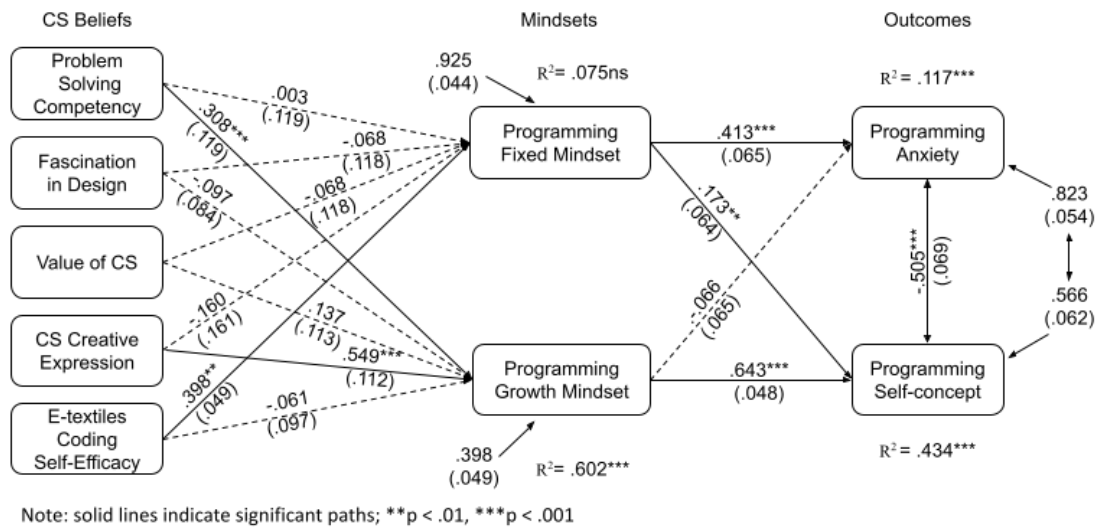 CS Beliefs
Mindsets
Outcomes
Problem
Solving
Competency
Fascination
in Design
Value of CS
CS Creative
Expression
E-textiles
Coding
Self-Efficacy
.003
(.119)
.308***
(.119)
-.068
(.118)
-.097
(.084)
-.068
(.118)
-.160
(.161)
.137
(.113)
.549***
(.112)
.398**
(.049)
-.061
(.097)
.925
(.044)
R²= .075ns
Programming
Fixed Mindset
Programming
Growth Mindset
.398
(.049)
R²= .602***
.413***
(.065)
.173**
(.064)
-.066
(.065)
.643***
(.048)
R²= .117***
Programming
Anxiety
-.505***
(.069)
Programming
Self-concept
R²= .434***
.823
(.054)
.566
(.062)
Note: solid lines indicate significant paths; **p < .01, ***p < .001